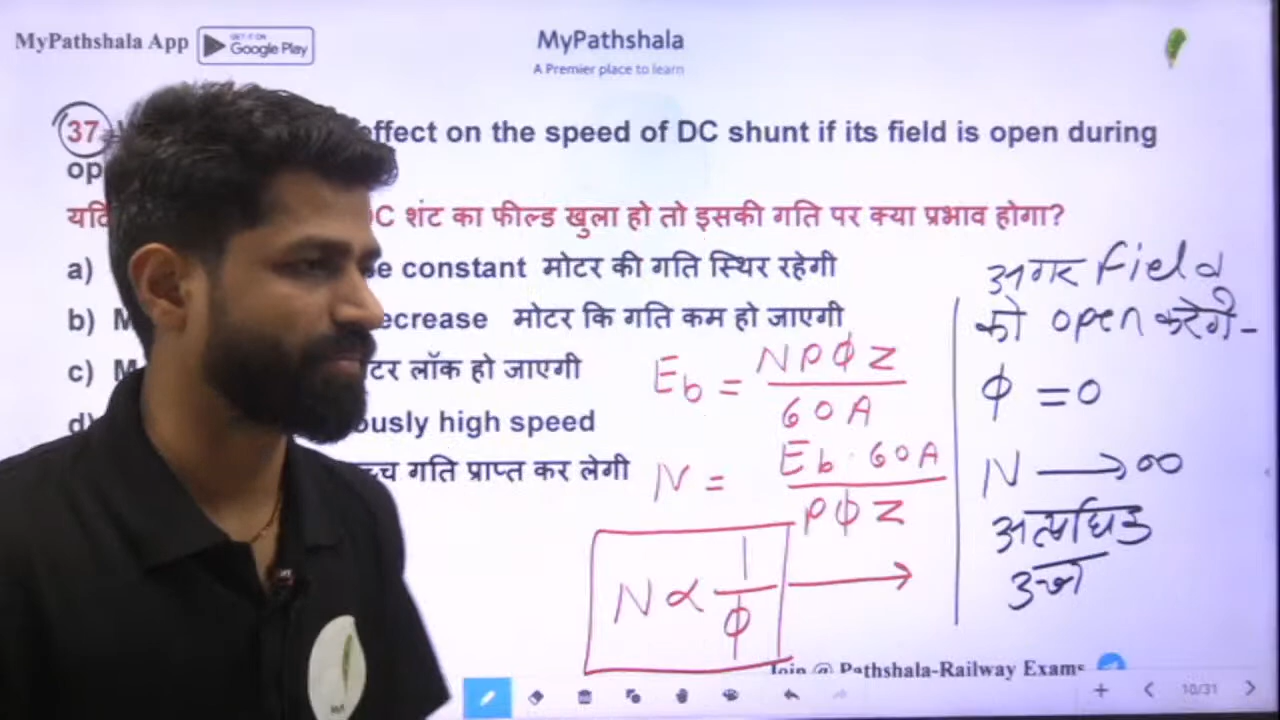 MyPathshala App
GET IT ON
Google Play
MyPathshala
A Premier place to learn
37
effect on the speed of DC shunt if its field is open during
op
यदि DC शंट का फील्ड खुला हो तो इसकी गति पर क्या प्रभाव होगा?
a) se constant मोटर की गति स्थिर रहेगी
b) M ecrease मोटर कि गति कम हो जाएगी
c) M टर लॉक हो जाएगी
d) ously high speed
च्च गति प्राप्त कर लेगी
Eb = NPΦZ / 60A
N = Eb · 60A / PΦZ
N ∝ 1/Φ
अगर field
को open करेंगे-
Φ = 0
N → ∞
अत्यधिक
उच्च
Join @ Pathshala-Railway Exams
10/31